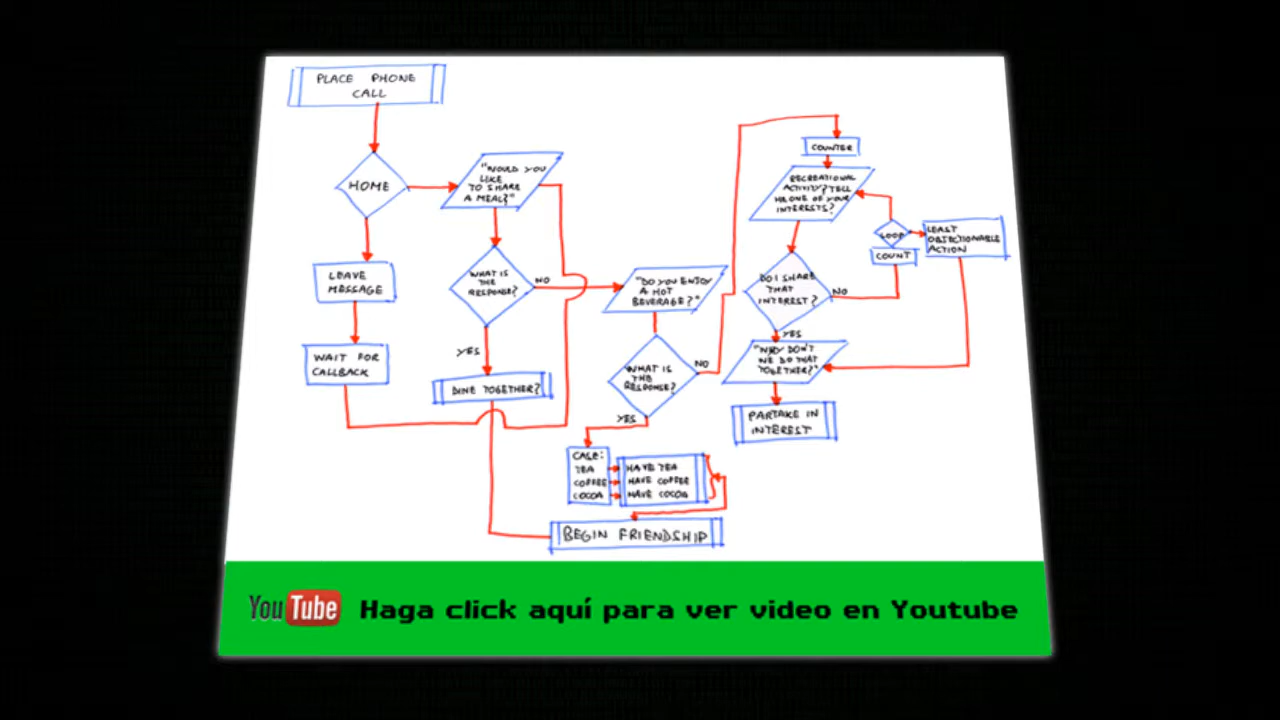 PLACE PHONE
CALL
HOME
LEAVE
MESSAGE
WAIT FOR
CALLBACK
"WOULD YOU
LIKE
TO SHARE
A MEAL?"
WHAT IS
THE
RESPONSE?
NO
YES
DINE TOGETHER?
"DO YOU ENJOY
A HOT
BEVERAGE?"
WHAT IS
THE
RESPONSE?
NO
YES
CASE:
TEA
COFFEE
COCOA
HAVE TEA
HAVE COFFEE
HAVE COCOA
BEGIN FRIENDSHIP
COUNTER
RECREATIONAL
ACTIVITY? TELL
ME ONE OF YOUR
INTERESTS?
DO I SHARE
THAT
INTEREST?
NO
COUNT
LOOP
LEAST
OBJECTIONABLE
ACTION
YES
"WHY DON'T
WE DO THAT
TOGETHER?"
PARTAKE IN
INTEREST
YouTube
Haga click aquí para ver video en Youtube